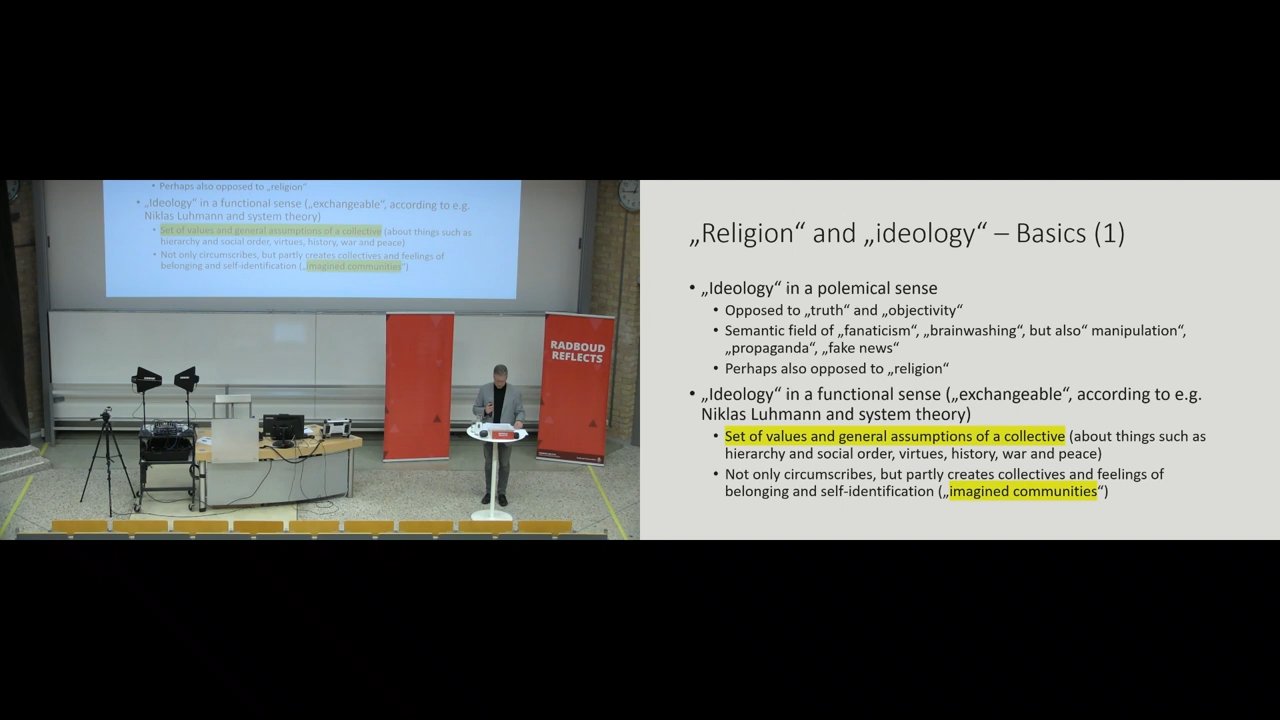 • Perhaps also opposed to „religion“
• „Ideology“ in a functional sense („exchangeable“, according to e.g.
Niklas Luhmann and system theory)
• Set of values and general assumptions of a collective (about things such as
hierarchy and social order, virtues, history, war and peace)
• Not only circumscribes, but partly creates collectives and feelings of
belonging and self-identification („imagined communities“)
RADBOUD
REFLECTS
„Religion“ and „ideology“ – Basics (1)
• „Ideology“ in a polemical sense
• Opposed to „truth“ and „objectivity“
• Semantic field of „fanaticism“, „brainwashing“, but also“ manipulation“,
„propaganda“, „fake news“
• Perhaps also opposed to „religion“
• „Ideology“ in a functional sense („exchangeable“, according to e.g.
Niklas Luhmann and system theory)
• Set of values and general assumptions of a collective (about things such as
hierarchy and social order, virtues, history, war and peace)
• Not only circumscribes, but partly creates collectives and feelings of
belonging and self-identification („imagined communities“)